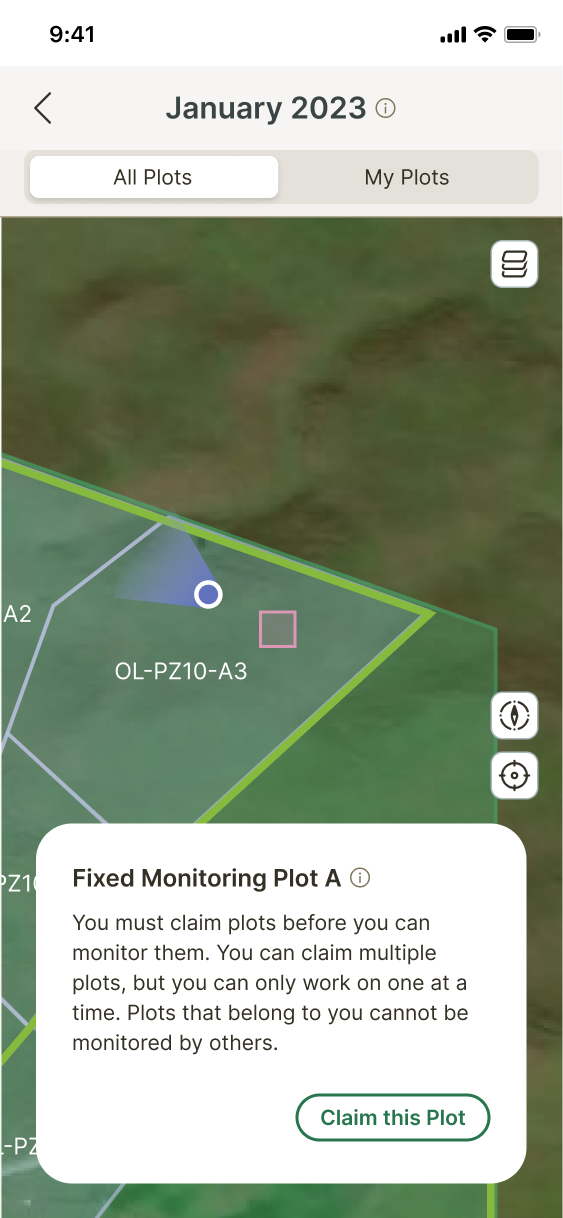 9:41
January 2023
All Plots
My Plots
A2
OL-PZ10-A3
Fixed Monitoring Plot A
You must claim plots before you can
monitor them. You can claim multiple
plots, but you can only work on one at a
time. Plots that belong to you cannot be
monitored by others.
Claim this Plot